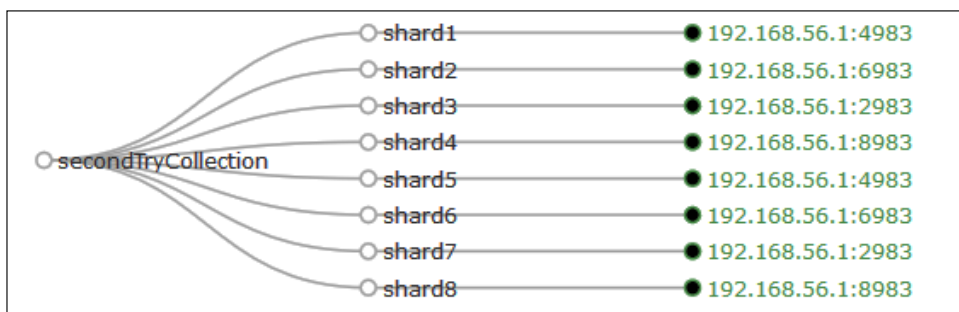 shard1 192.168.56.1:4983
shard2 192.168.56.1:6983
shard3 192.168.56.1:2983
shard4 192.168.56.1:8983
secondTryCollection
shard5 192.168.56.1:4983
shard6 192.168.56.1:6983
shard7 192.168.56.1:2983
shard8 192.168.56.1:8983